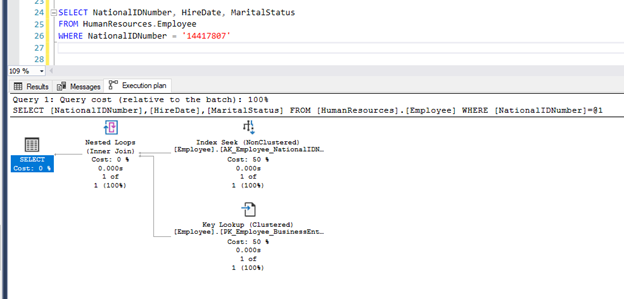 23
24 SELECT NationalIDNumber, HireDate, MaritalStatus
25 FROM HumanResources.Employee
26 WHERE NationalIDNumber = '14417807'
27
28
109 %
Results Messages Execution plan
Query 1: Query cost (relative to the batch): 100%
SELECT [NationalIDNumber],[HireDate],[MaritalStatus] FROM [HumanResources].[Employee] WHERE [NationalIDNumber]=@1
SELECT
Cost: 0 %
Nested Loops
(Inner Join)
Cost: 0 %
0.000s
1 of
1 (100%)
Index Seek (NonClustered)
[Employee].[AK_Employee_NationalIDN…
Cost: 50 %
0.000s
1 of
1 (100%)
Key Lookup (Clustered)
[Employee].[PK_Employee_BusinessEnt…
Cost: 50 %
0.000s
1 of
1 (100%)